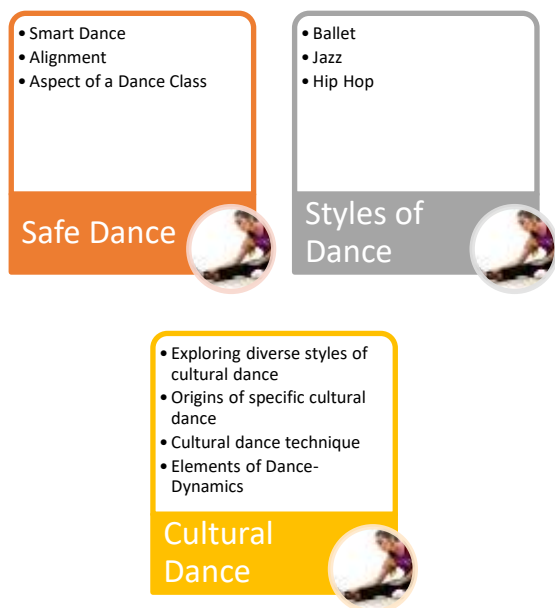 • Smart Dance
• Alignment
• Aspect of a Dance Class
Safe Dance
• Ballet
• Jazz
• Hip Hop
Styles of
Dance
• Exploring diverse styles of
cultural dance
• Origins of specific cultural
dance
• Cultural dance technique
• Elements of Dance-
Dynamics
Cultural
Dance